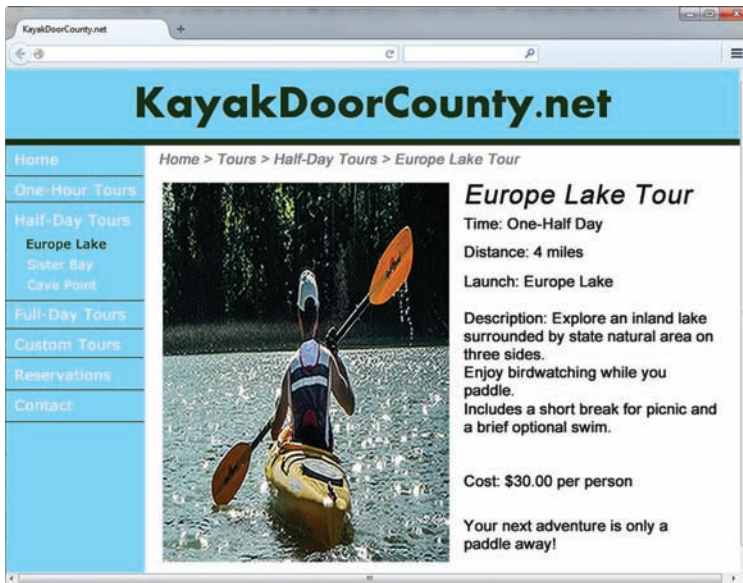 KayakDoorCounty.net
KayakDoorCounty.net
Home
One-Hour Tours
Half-Day Tours
Europe Lake
Sister Bay
Cave Point
Full-Day Tours
Custom Tours
Reservations
Contact
Home > Tours > Half-Day Tours > Europe Lake Tour
Europe Lake Tour
Time: One-Half Day
Distance: 4 miles
Launch: Europe Lake
Description: Explore an inland lake
surrounded by state natural area on
three sides.
Enjoy birdwatching while you
paddle.
Includes a short break for picnic and
a brief optional swim.
Cost: $30.00 per person
Your next adventure is only a
paddle away!